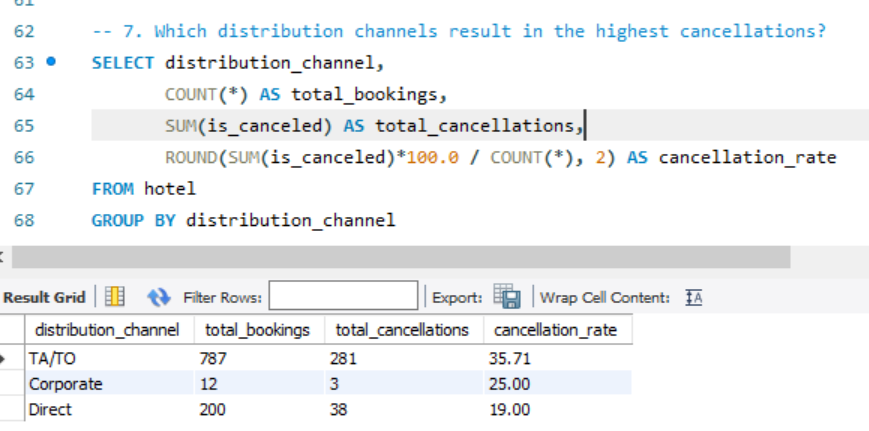 61
62 -- 7. Which distribution channels result in the highest cancellations?
63 SELECT distribution_channel,
64 COUNT(*) AS total_bookings,
65 SUM(is_canceled) AS total_cancellations,
66 ROUND(SUM(is_canceled)*100.0 / COUNT(*), 2) AS cancellation_rate
67 FROM hotel
68 GROUP BY distribution_channel
Result Grid Filter Rows: Export: Wrap Cell Content: IA
distribution_channel total_bookings total_cancellations cancellation_rate
TA/TO 787 281 35.71
Corporate 12 3 25.00
Direct 200 38 19.00